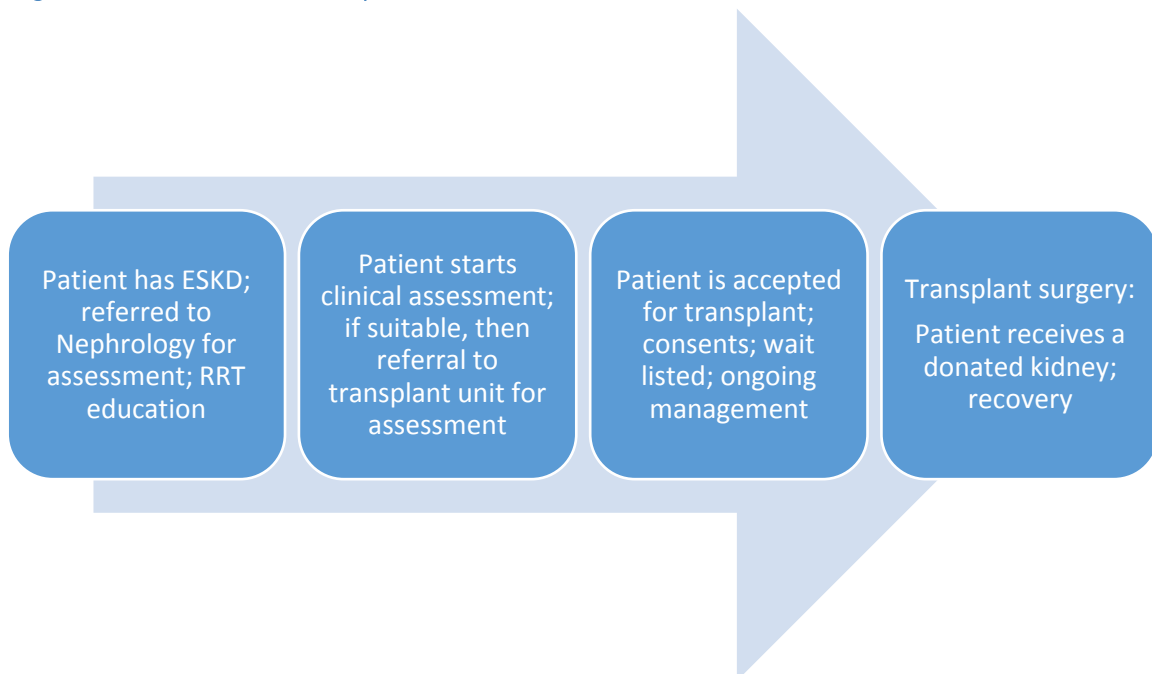 Patient has ESKD;
referred to
Nephrology for
assessment; RRT
education
Patient starts
clinical assessment;
if suitable, then
referral to
transplant unit for
assessment
Patient is accepted
for transplant;
consents; wait
listed; ongoing
management
Transplant surgery:
Patient receives a
donated kidney;
recovery